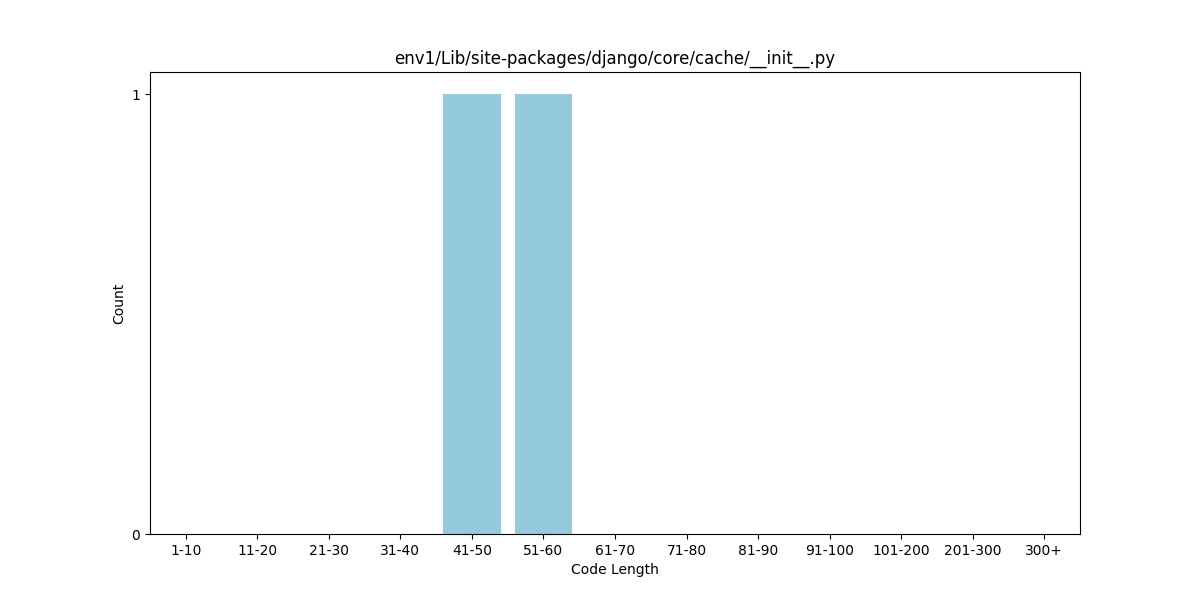 env1/Lib/site-packages/django/core/cache/__init__.py
Count
1
0
1-10 11-20 21-30 31-40 41-50 51-60 61-70 71-80 81-90 91-100 101-200 201-300 300+
Code Length